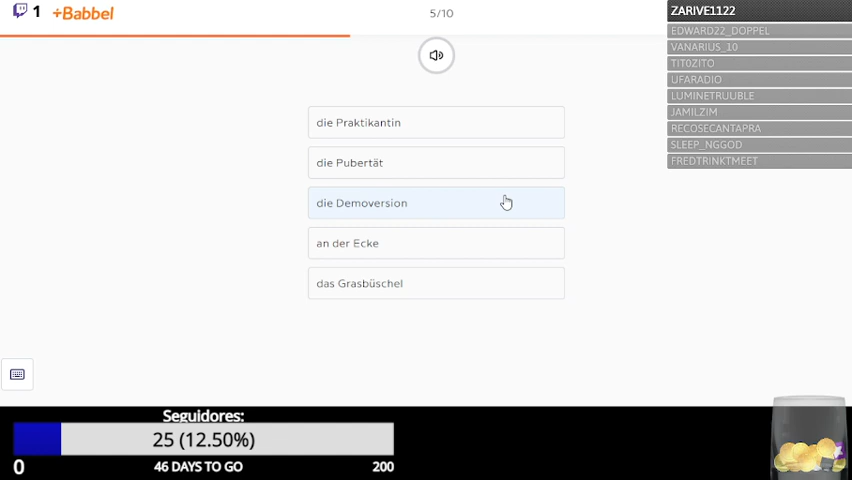 1 +Babbel
5/10
ZARIVE1122
EDWARD22_DOPPEL
VANARIUS_10
TIT0ZITO
UFARADIO
LUMINETRUUBLE
JAMILZIM
RECOSECANTAPRA
SLEEP_NGGOD
FREDTRINKTMEET
die Praktikantin
die Pubertät
die Demoversion
an der Ecke
das Grasbüschel
Seguidores:
25 (12.50%)
0 46 DAYS TO GO 200